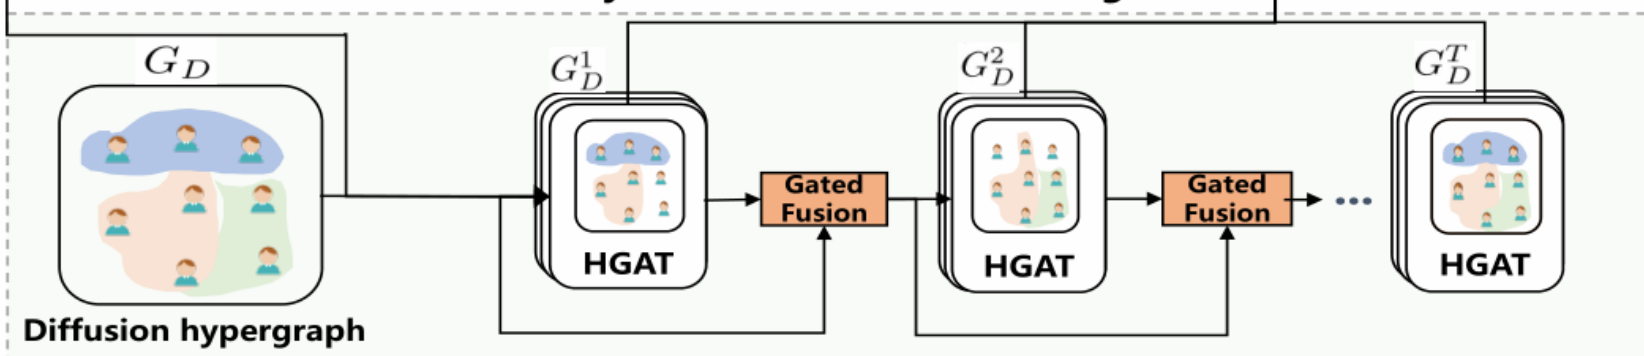 G_D
G_D^1
G_D^2
G_D^T
Gated
Fusion
Gated
Fusion
...
HGAT
HGAT
HGAT
Diffusion hypergraph